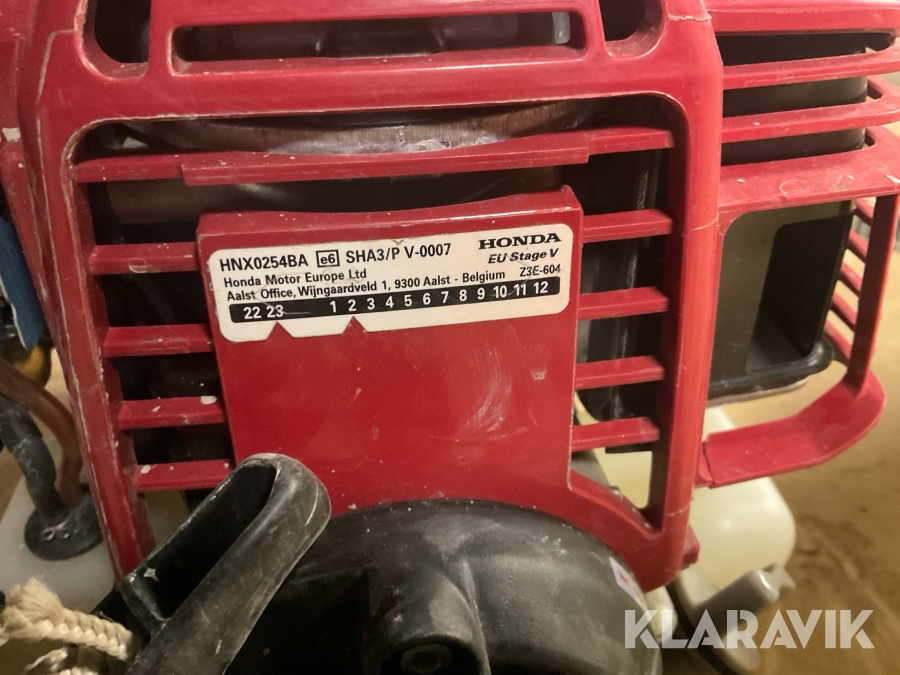 HNX0254BA e6 SHA3/P V-0007
HONDA
EU Stage V
Honda Motor Europe Ltd
Aalst Office, Wijngaardveld 1, 9300 Aalst - Belgium
Z3E-604
22 23 1 2 3 4 5 6 7 8 9 10 11 12
KLARAVIK